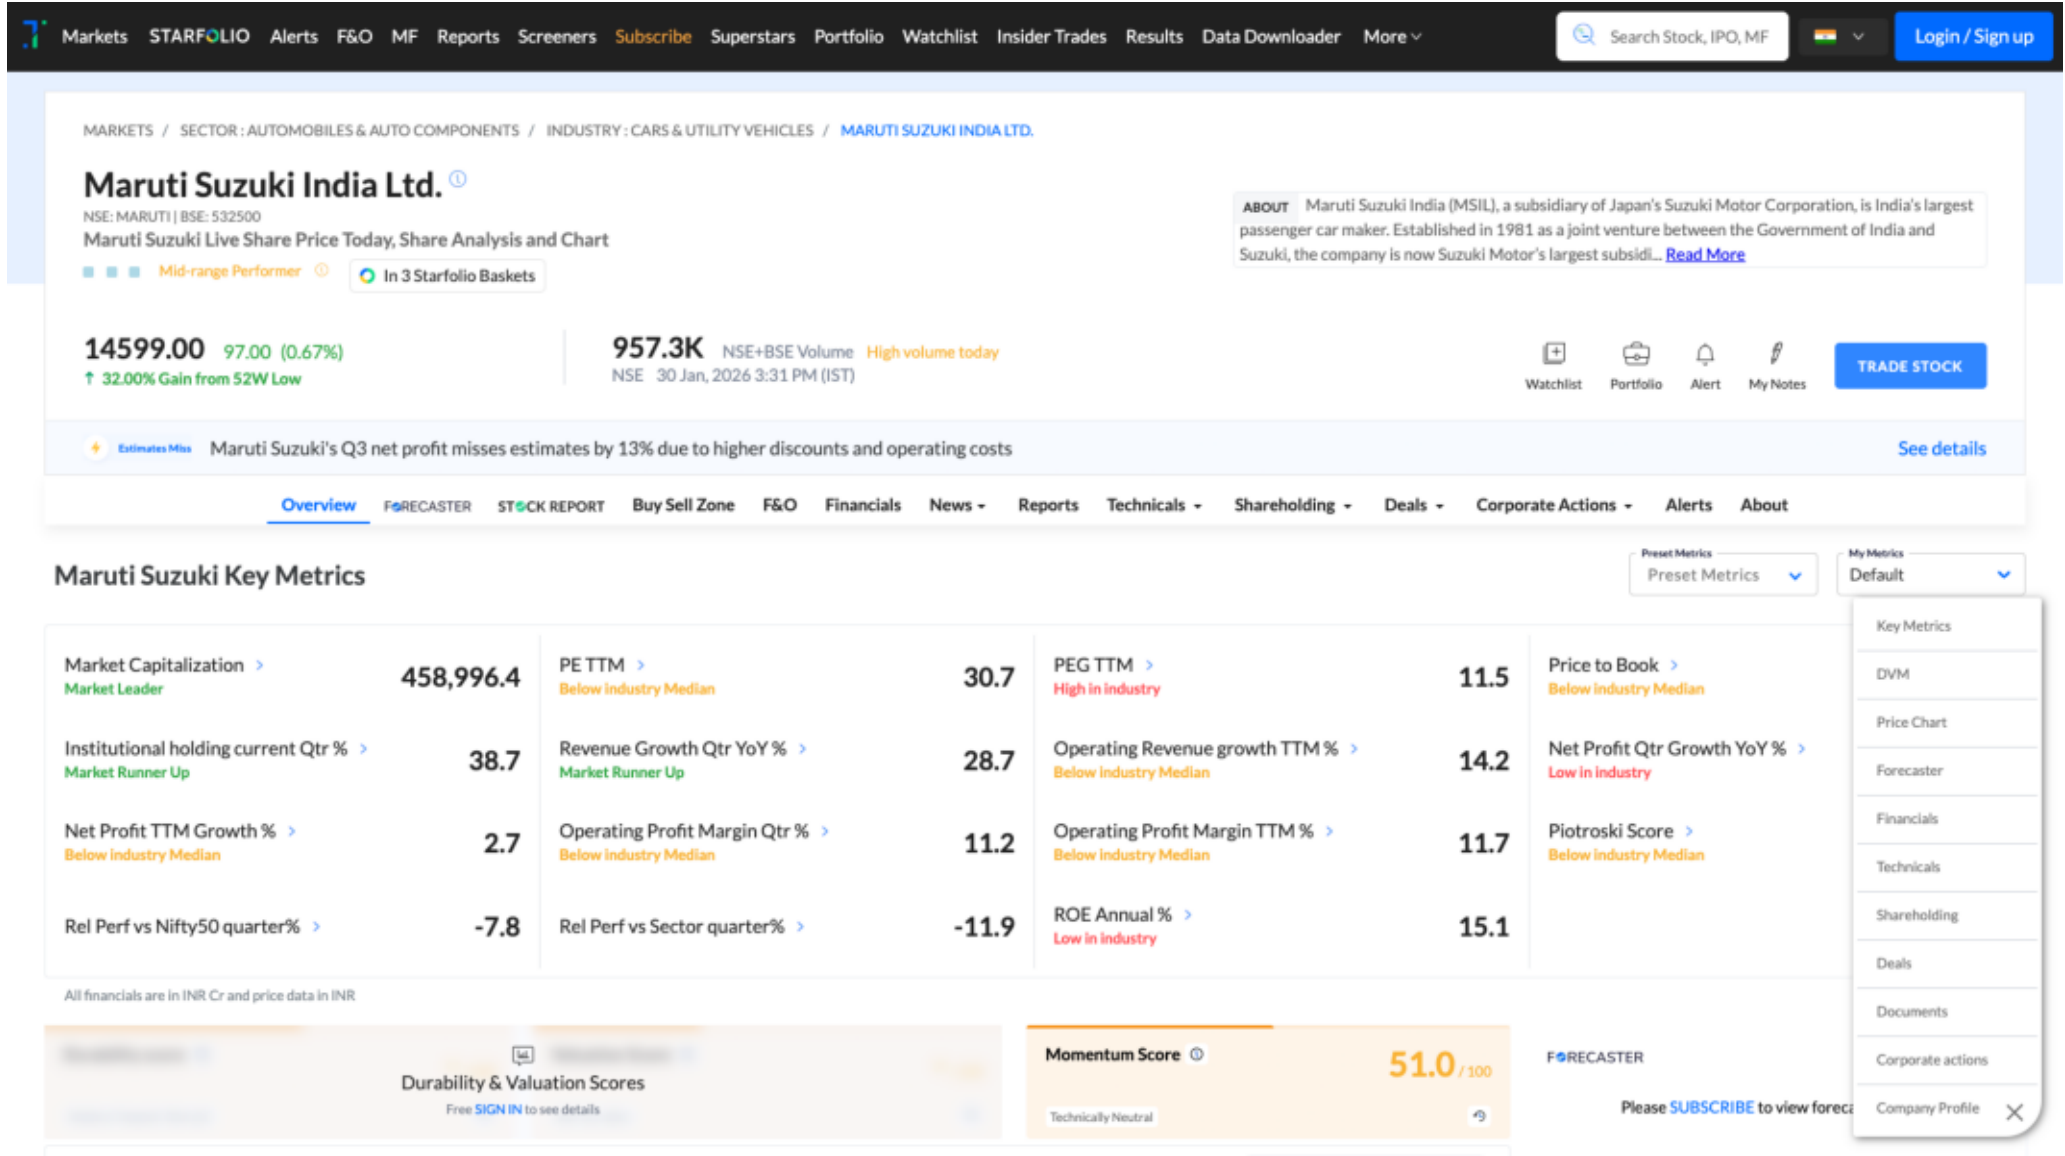 Markets STARFOLIO Alerts F&O MF Reports Screeners Subscribe Superstars Portfolio Watchlist Insider Trades Results Data Downloader More Search Stock, IPO, MF Login / Sign up
MARKETS / SECTOR : AUTOMOBILES & AUTO COMPONENTS / INDUSTRY : CARS & UTILITY VEHICLES / MARUTI SUZUKI INDIA LTD.
Maruti Suzuki India Ltd.
NSE: MARUTI | BSE: 532500
Maruti Suzuki Live Share Price Today, Share Analysis and Chart
Mid-range Performer In 3 Starfolio Baskets
ABOUT Maruti Suzuki India (MSIL), a subsidiary of Japan's Suzuki Motor Corporation, is India's largest
passenger car maker. Established in 1981 as a joint venture between the Government of India and
Suzuki, the company is now Suzuki Motor's largest subsidi... Read More
14599.00 97.00 (0.67%)
↑ 32.00% Gain from 52W Low
957.3K NSE+BSE Volume High volume today
NSE 30 Jan, 2026 3:31 PM (IST)
Watchlist Portfolio Alert My Notes TRADE STOCK
Estimates Miss Maruti Suzuki's Q3 net profit misses estimates by 13% due to higher discounts and operating costs See details
Overview FORECASTER STOCK REPORT Buy Sell Zone F&O Financials News Reports Technicals Shareholding Deals Corporate Actions Alerts About
Maruti Suzuki Key Metrics
Preset Metrics
Preset Metrics
My Metrics
Default
Market Capitalization 458,996.4
Market Leader
PE TTM 30.7
Below industry Median
PEG TTM 11.5
High in industry
Price to Book
Below industry Median
Institutional holding current Qtr % 38.7
Market Runner Up
Revenue Growth Qtr YoY % 28.7
Market Runner Up
Operating Revenue growth TTM % 14.2
Below industry Median
Net Profit Qtr Growth YoY %
Low in industry
Net Profit TTM Growth % 2.7
Below industry Median
Operating Profit Margin Qtr % 11.2
Below industry Median
Operating Profit Margin TTM % 11.7
Below industry Median
Piotroski Score
Below industry Median
Rel Perf vs Nifty50 quarter% -7.8
Rel Perf vs Sector quarter% -11.9
ROE Annual % 15.1
Low in industry
Key Metrics
DVM
Price Chart
Forecaster
Financials
Technicals
Shareholding
Deals
Documents
Corporate actions
Company Profile
All financials are in INR Cr and price data in INR
Durability & Valuation Scores
Free SIGN IN to see details
Momentum Score 51.0 / 100
Technically Neutral
FORECASTER
Please SUBSCRIBE to view foreca